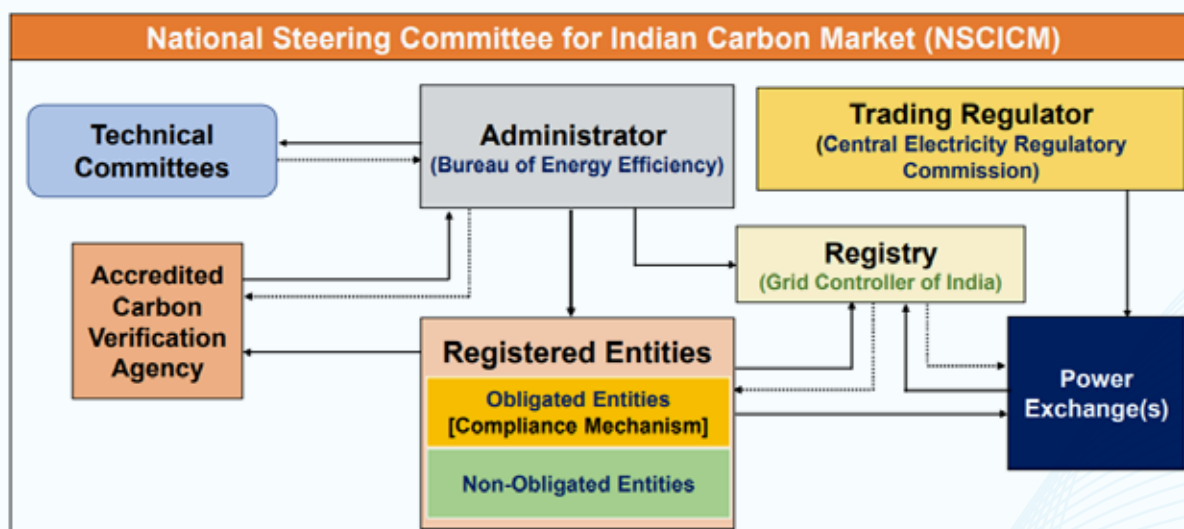 National Steering Committee for Indian Carbon Market (NSCICM)
Technical
Committees
Administrator
(Bureau of Energy Efficiency)
Trading Regulator
(Central Electricity Regulatory
Commission)
Accredited
Carbon
Verification
Agency
Registry
(Grid Controller of India)
Registered Entities
Obligated Entities
[Compliance Mechanism]
Non-Obligated Entities
Power
Exchange(s)